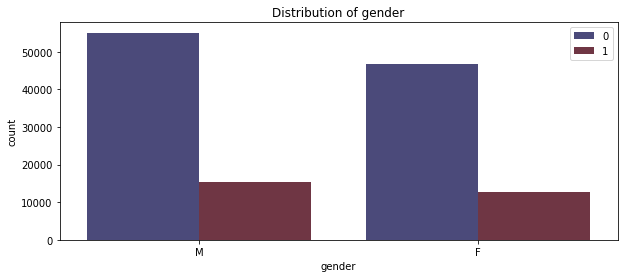 Distribution of gender
0
1
count
50000
40000
30000
20000
10000
0
M
F
gender